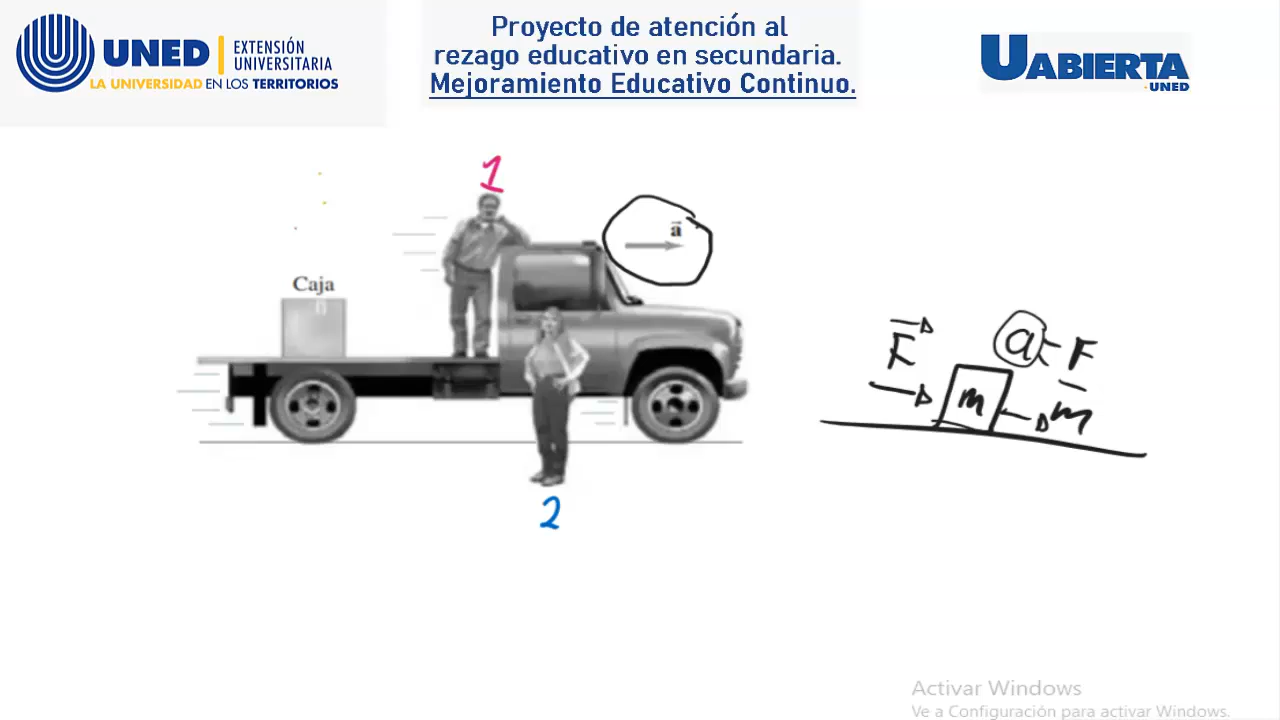 UNED
EXTENSIÓN
UNIVERSITARIA
LA UNIVERSIDAD EN LOS TERRITORIOS
Proyecto de atención al
rezago educativo en secundaria.
Mejoramiento Educativo Continuo.
UABIERTA
UNED
1
a
Caja
F
a = F
m
m
2
Activar Windows
Ve a Configuración para activar Windows.